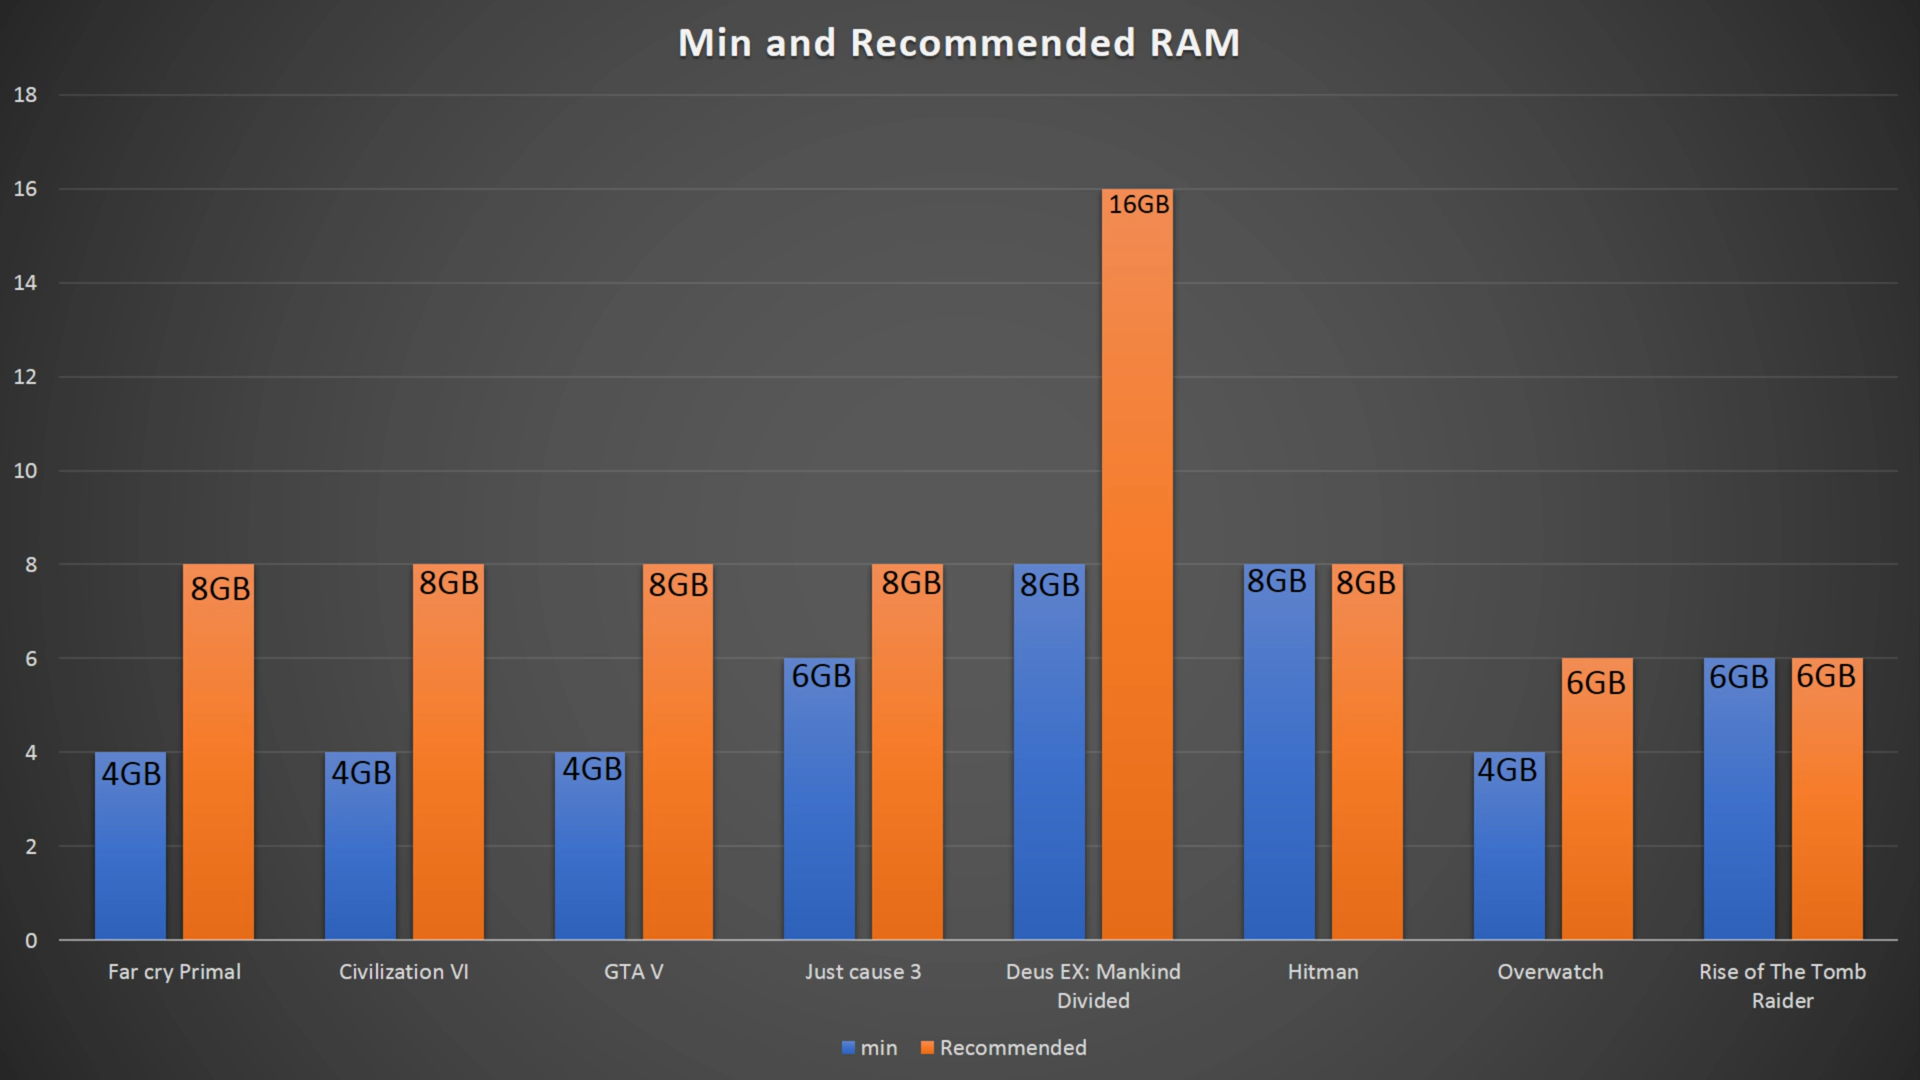 Min and Recommended RAM
18
16
14
12
10
8
6
4
2
0
4GB
8GB
4GB
8GB
4GB
8GB
6GB
8GB
8GB
16GB
8GB
8GB
4GB
6GB
6GB
6GB
Far cry Primal
Civilization VI
GTA V
Just cause 3
Deus EX: Mankind
Divided
Hitman
Overwatch
Rise of The Tomb
Raider
min
Recommended